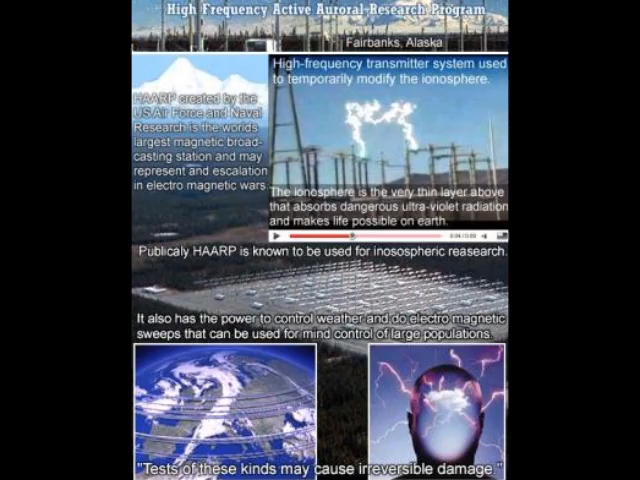 High Frequency Active Auroral Research Program
Fairbanks, Alaska
High-frequency transmitter system used
to temporarily modify the ionosphere.
HAARP created by the
US Air Force and Naval
Research is the worlds
largest magnetic broad-
casting station and may
represent and escalation
in electro magnetic wars.
The ionosphere is the very thin layer above
that absorbs dangerous ultra-violet radiation
and makes life possible on earth.
Publicaly HAARP is known to be used for inosospheric reasearch.
It also has the power to control weather and do electro magnetic
sweeps that can be used for mind control of large populations.
"Tests of these kinds may cause irreversible damage."